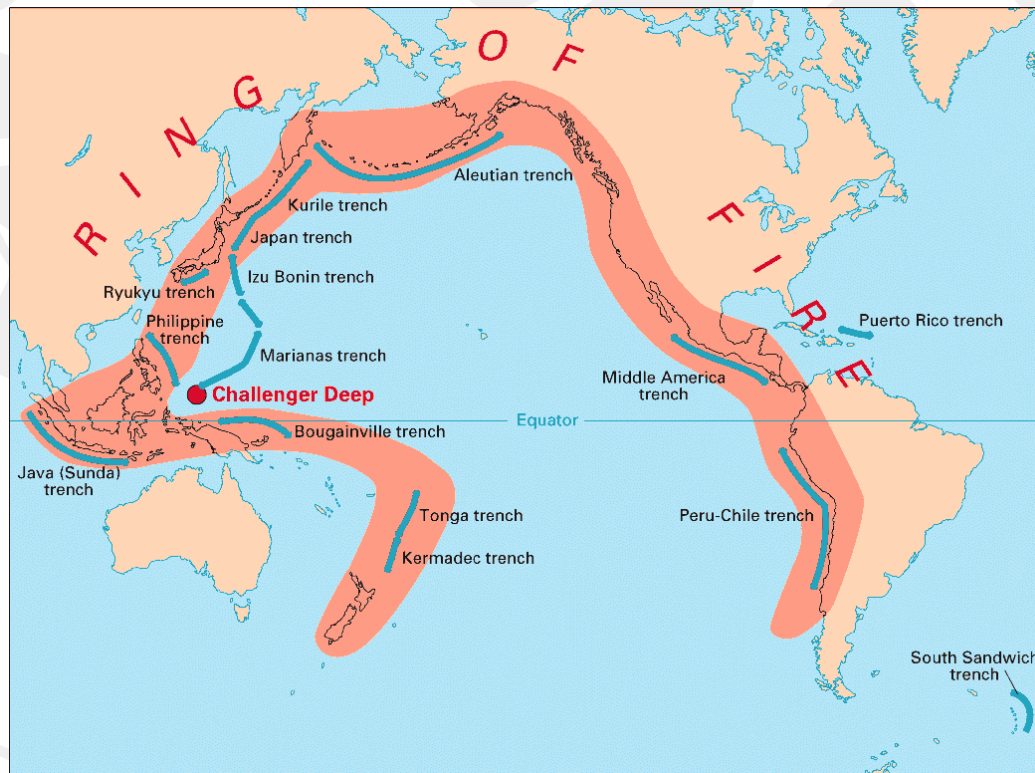 RING OF FIRE
Aleutian trench
Kurile trench
Japan trench
Izu Bonin trench
Ryukyu trench
Philippine
trench
Marianas trench
Challenger Deep
Puerto Rico trench
Middle America
trench
Equator
Bougainville trench
Java (Sunda)
trench
Tonga trench
Kermadec trench
Peru-Chile trench
South Sandwich
trench